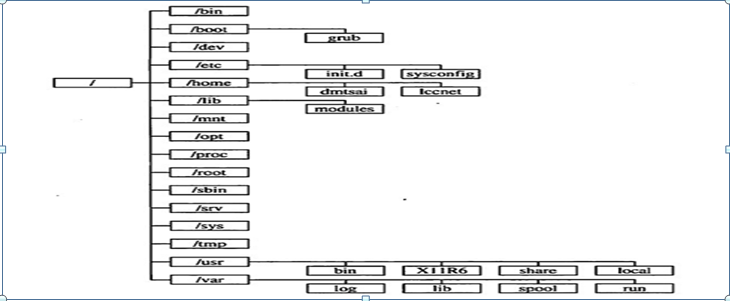 /bin
/boot
grub
/dev
/etc
init.d sysconfig
/ /home
dmtsai lccnet
/lib
modules
/mnt
/opt
/proc
/root
/sbin
/srv
/sys
/tmp
/usr
bin X11R6 share local
/var
log lib spool run